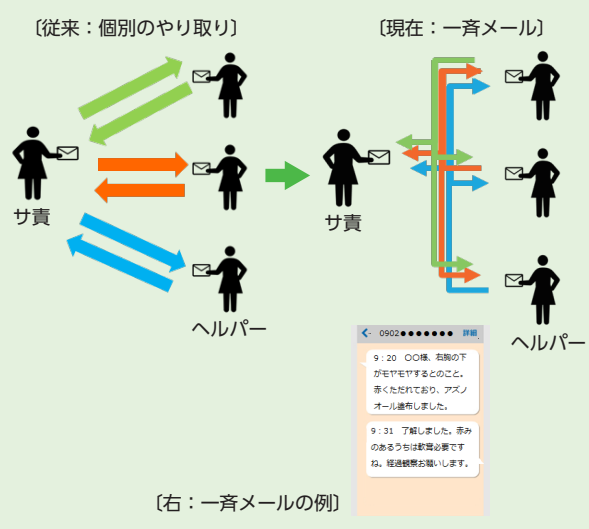 〔従来：個別のやり取り〕
〔現在：一斉メール〕
サ責
サ責
ヘルパー
ヘルパー
0902●●●●●●● 詳細
9：20　〇〇様、右胸の下
がモヤモヤするとのこと。
赤くただれており、アズノ
オール塗布しました。
9：31　了解しました。赤み
のあるうちは軟膏必要です
ね。経過観察お願いします。
〔右：一斉メールの例〕